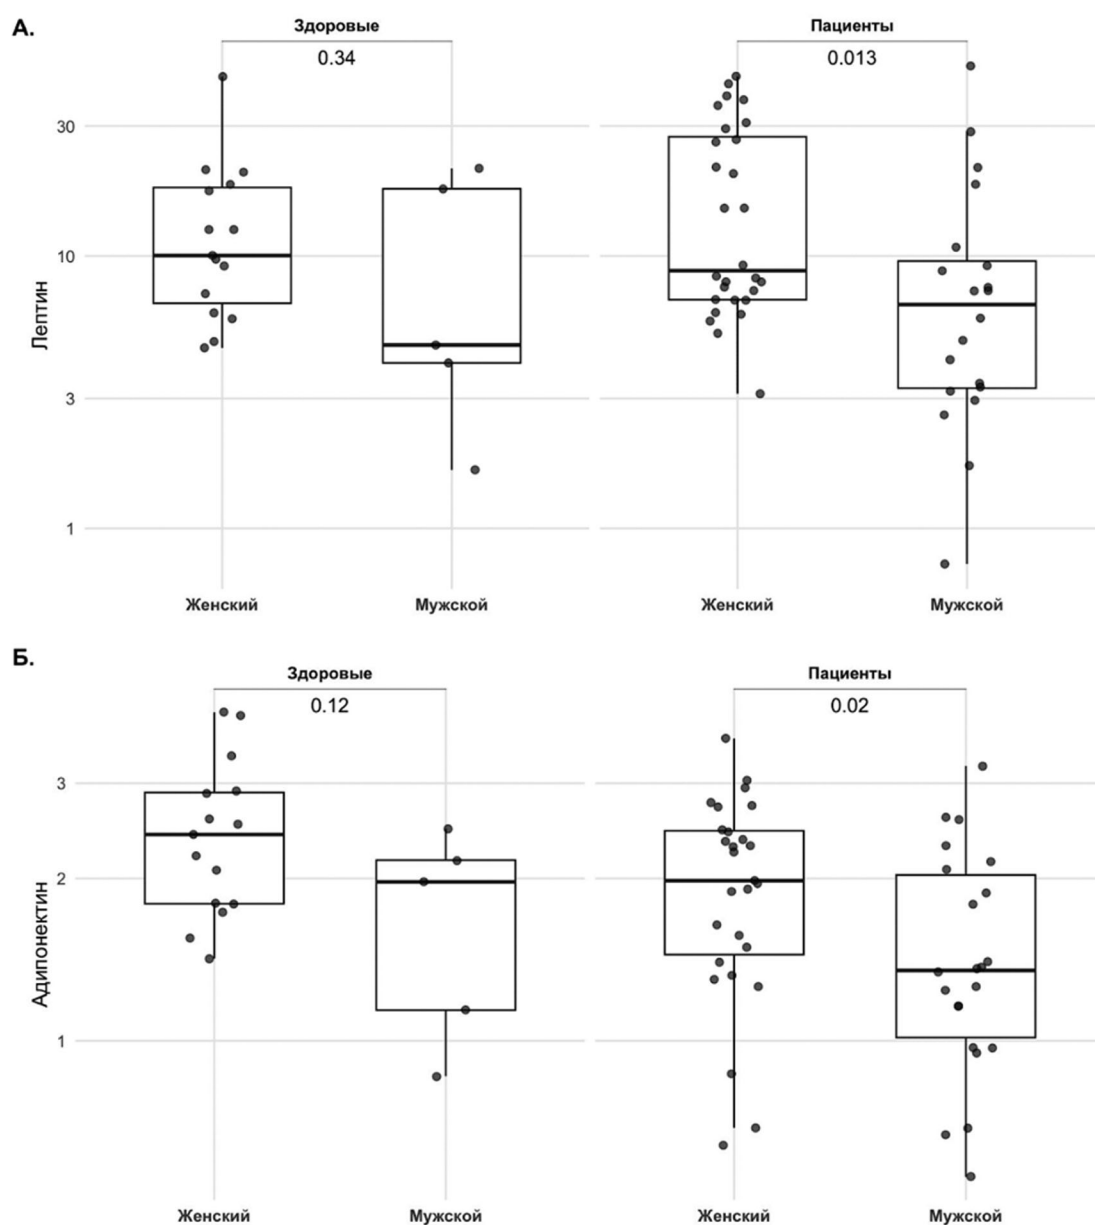 А.
Здоровые
Пациенты
0.34
0.013
Лептин
30
10
3
1
Женский
Мужской
Женский
Мужской
Б.
Здоровые
Пациенты
0.12
0.02
Адипонектин
3
2
1
Женский
Мужской
Женский
Мужской